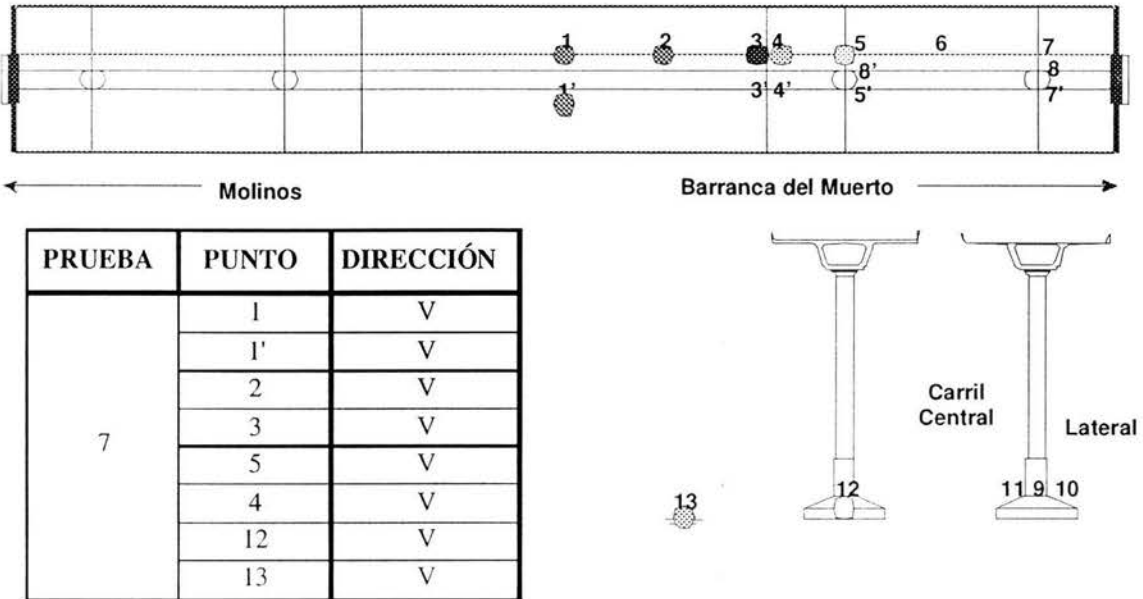 1 2 3 4 5 6 7
8' 8
1' 3' 4' 5' 7'
Molinos Barranca del Muerto
PRUEBA PUNTO DIRECCIÓN
7
1 V
1' V
2 V
3 V
5 V
4 V
12 V
13 V
Carril
Central
Lateral
13 12 11 9 10